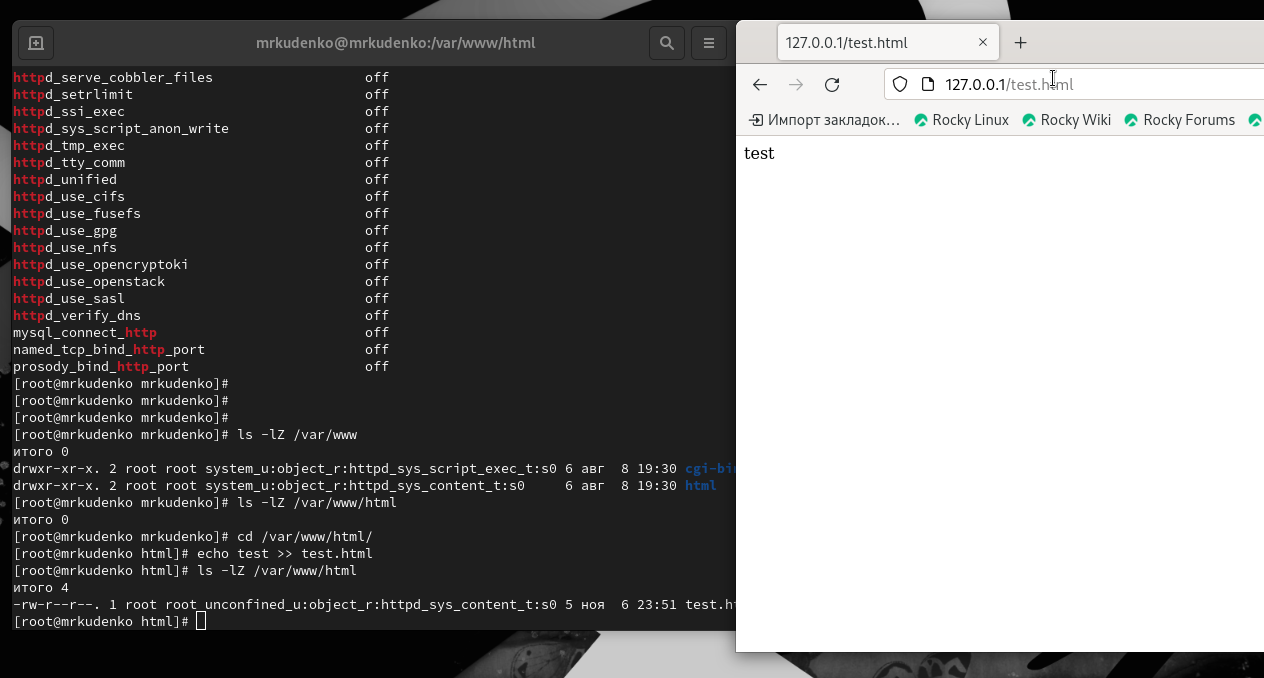 mrkudenko@mrkudenko:/var/www/html
httpd_serve_cobbler_files off
httpd_setrlimit off
httpd_ssi_exec off
httpd_sys_script_anon_write off
httpd_tmp_exec off
httpd_tty_comm off
httpd_unified off
httpd_use_cifs off
httpd_use_fusefs off
httpd_use_gpg off
httpd_use_nfs off
httpd_use_opencryptoki off
httpd_use_openstack off
httpd_use_sasl off
httpd_verify_dns off
mysql_connect_http off
named_tcp_bind_http_port off
prosody_bind_http_port off
[root@mrkudenko mrkudenko]#
[root@mrkudenko mrkudenko]#
[root@mrkudenko mrkudenko]#
[root@mrkudenko mrkudenko]# ls -lZ /var/www
итого 0
drwxr-xr-x. 2 root root system_u:object_r:httpd_sys_script_exec_t:s0 6 авг 8 19:30 cgi-bin
drwxr-xr-x. 2 root root system_u:object_r:httpd_sys_content_t:s0 6 авг 8 19:30 html
[root@mrkudenko mrkudenko]# ls -lZ /var/www/html
итого 0
[root@mrkudenko mrkudenko]# cd /var/www/html/
[root@mrkudenko html]# echo test >> test.html
[root@mrkudenko html]# ls -lZ /var/www/html
итого 4
-rw-r--r--. 1 root root unconfined_u:object_r:httpd_sys_content_t:s0 5 ноя 6 23:51 test.h
[root@mrkudenko html]#
127.0.0.1/test.html
127.0.0.1/test.html
Импорт закладок… Rocky Linux Rocky Wiki Rocky Forums
test